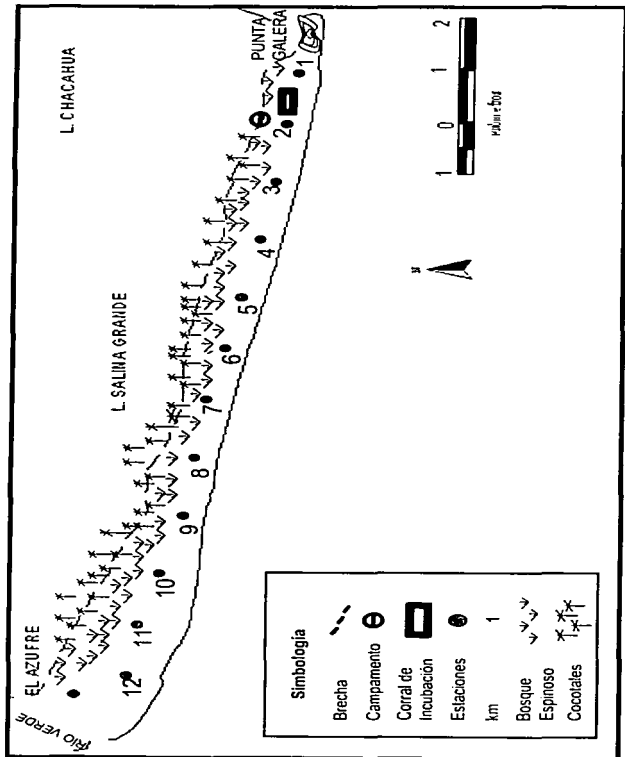 L. CHACAHUA
PUNTA
GALERA
L. SALINA GRANDE
EL AZUFRE
RÍO VERDE
1
2
3
4
5
6
7
8
9
10
11
12
1 0 1 2
Simbología
Brecha
Campamento
Corral de
Incubación
Estaciones
km 1
Bosque
Espinoso
Cocotales